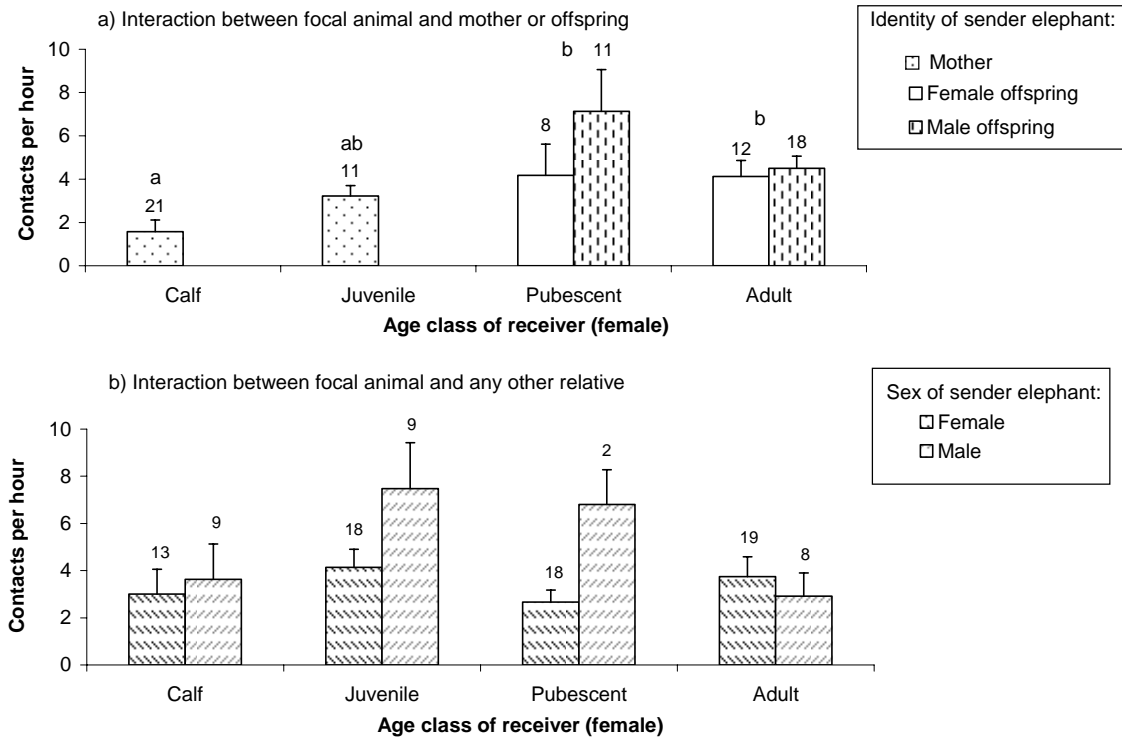 a) Interaction between focal animal and mother or offspring
Identity of sender elephant:
Mother
Female offspring
Male offspring
Contacts per hour
10
8
6
4
2
0
a
21
ab
11
b
8
11
b
12
18
Calf
Juvenile
Pubescent
Adult
Age class of receiver (female)
b) Interaction between focal animal and any other relative
Sex of sender elephant:
Female
Male
Contacts per hour
10
8
6
4
2
0
13
9
18
9
18
2
19
8
Calf
Juvenile
Pubescent
Adult
Age class of receiver (female)